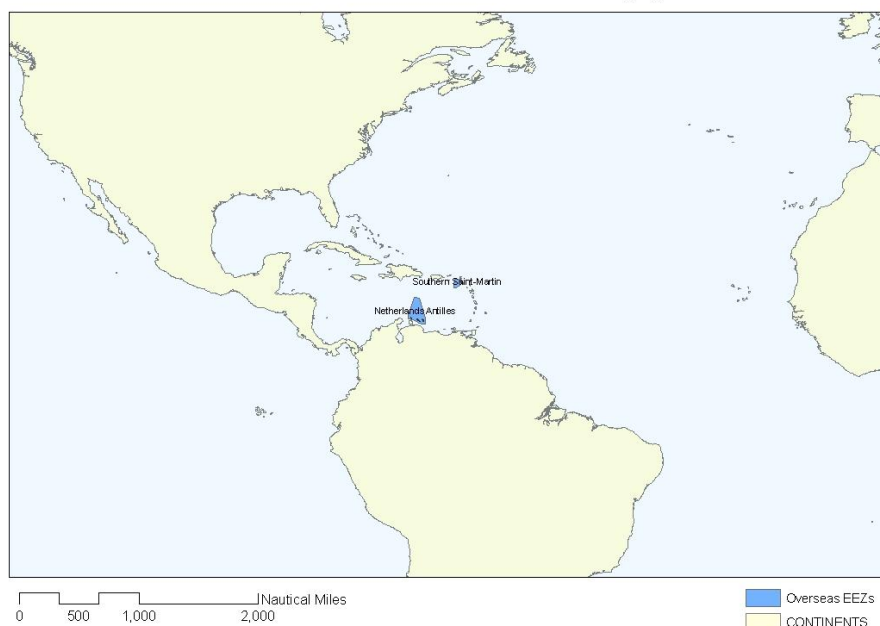 Southern Saint-Martin
Netherlands Antilles
Nautical Miles
0 500 1,000 2,000
Overseas EEZs
CONTINENTS